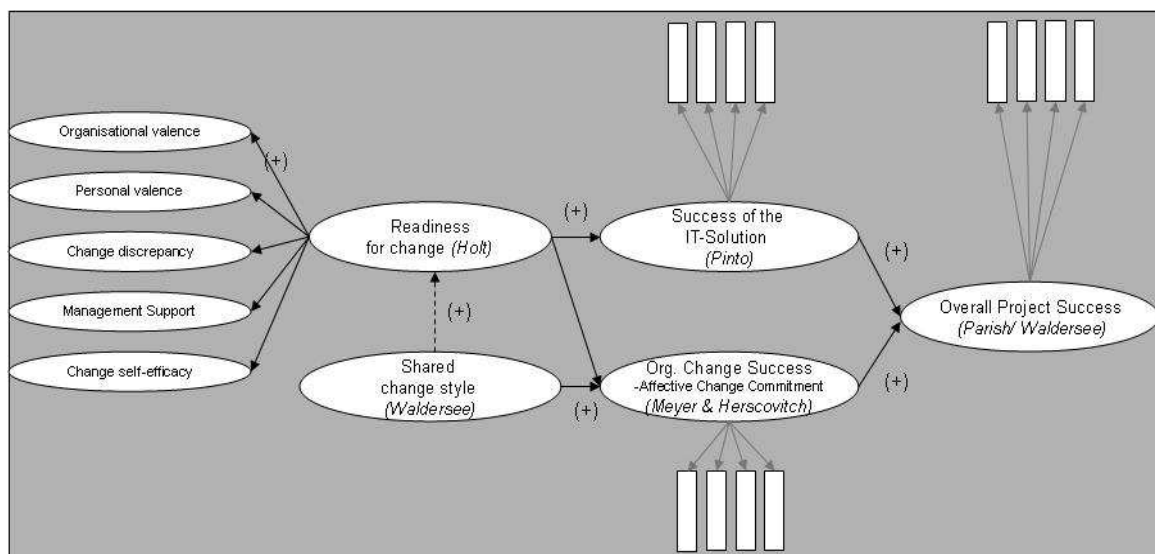 Organisational valence
(+)
Personal valence
Change discrepancy
Management Support
Change self-efficacy
Readiness
for change (Holt)
(+)
Shared
change style
(Waldersee)
(+)
(+)
Success of the
IT-Solution
(Pinto)
Org. Change Success
-Affective Change Commitment
(Meyer & Herscovitch)
(+)
(+)
Overall Project Success
(Parish/ Waldersee)